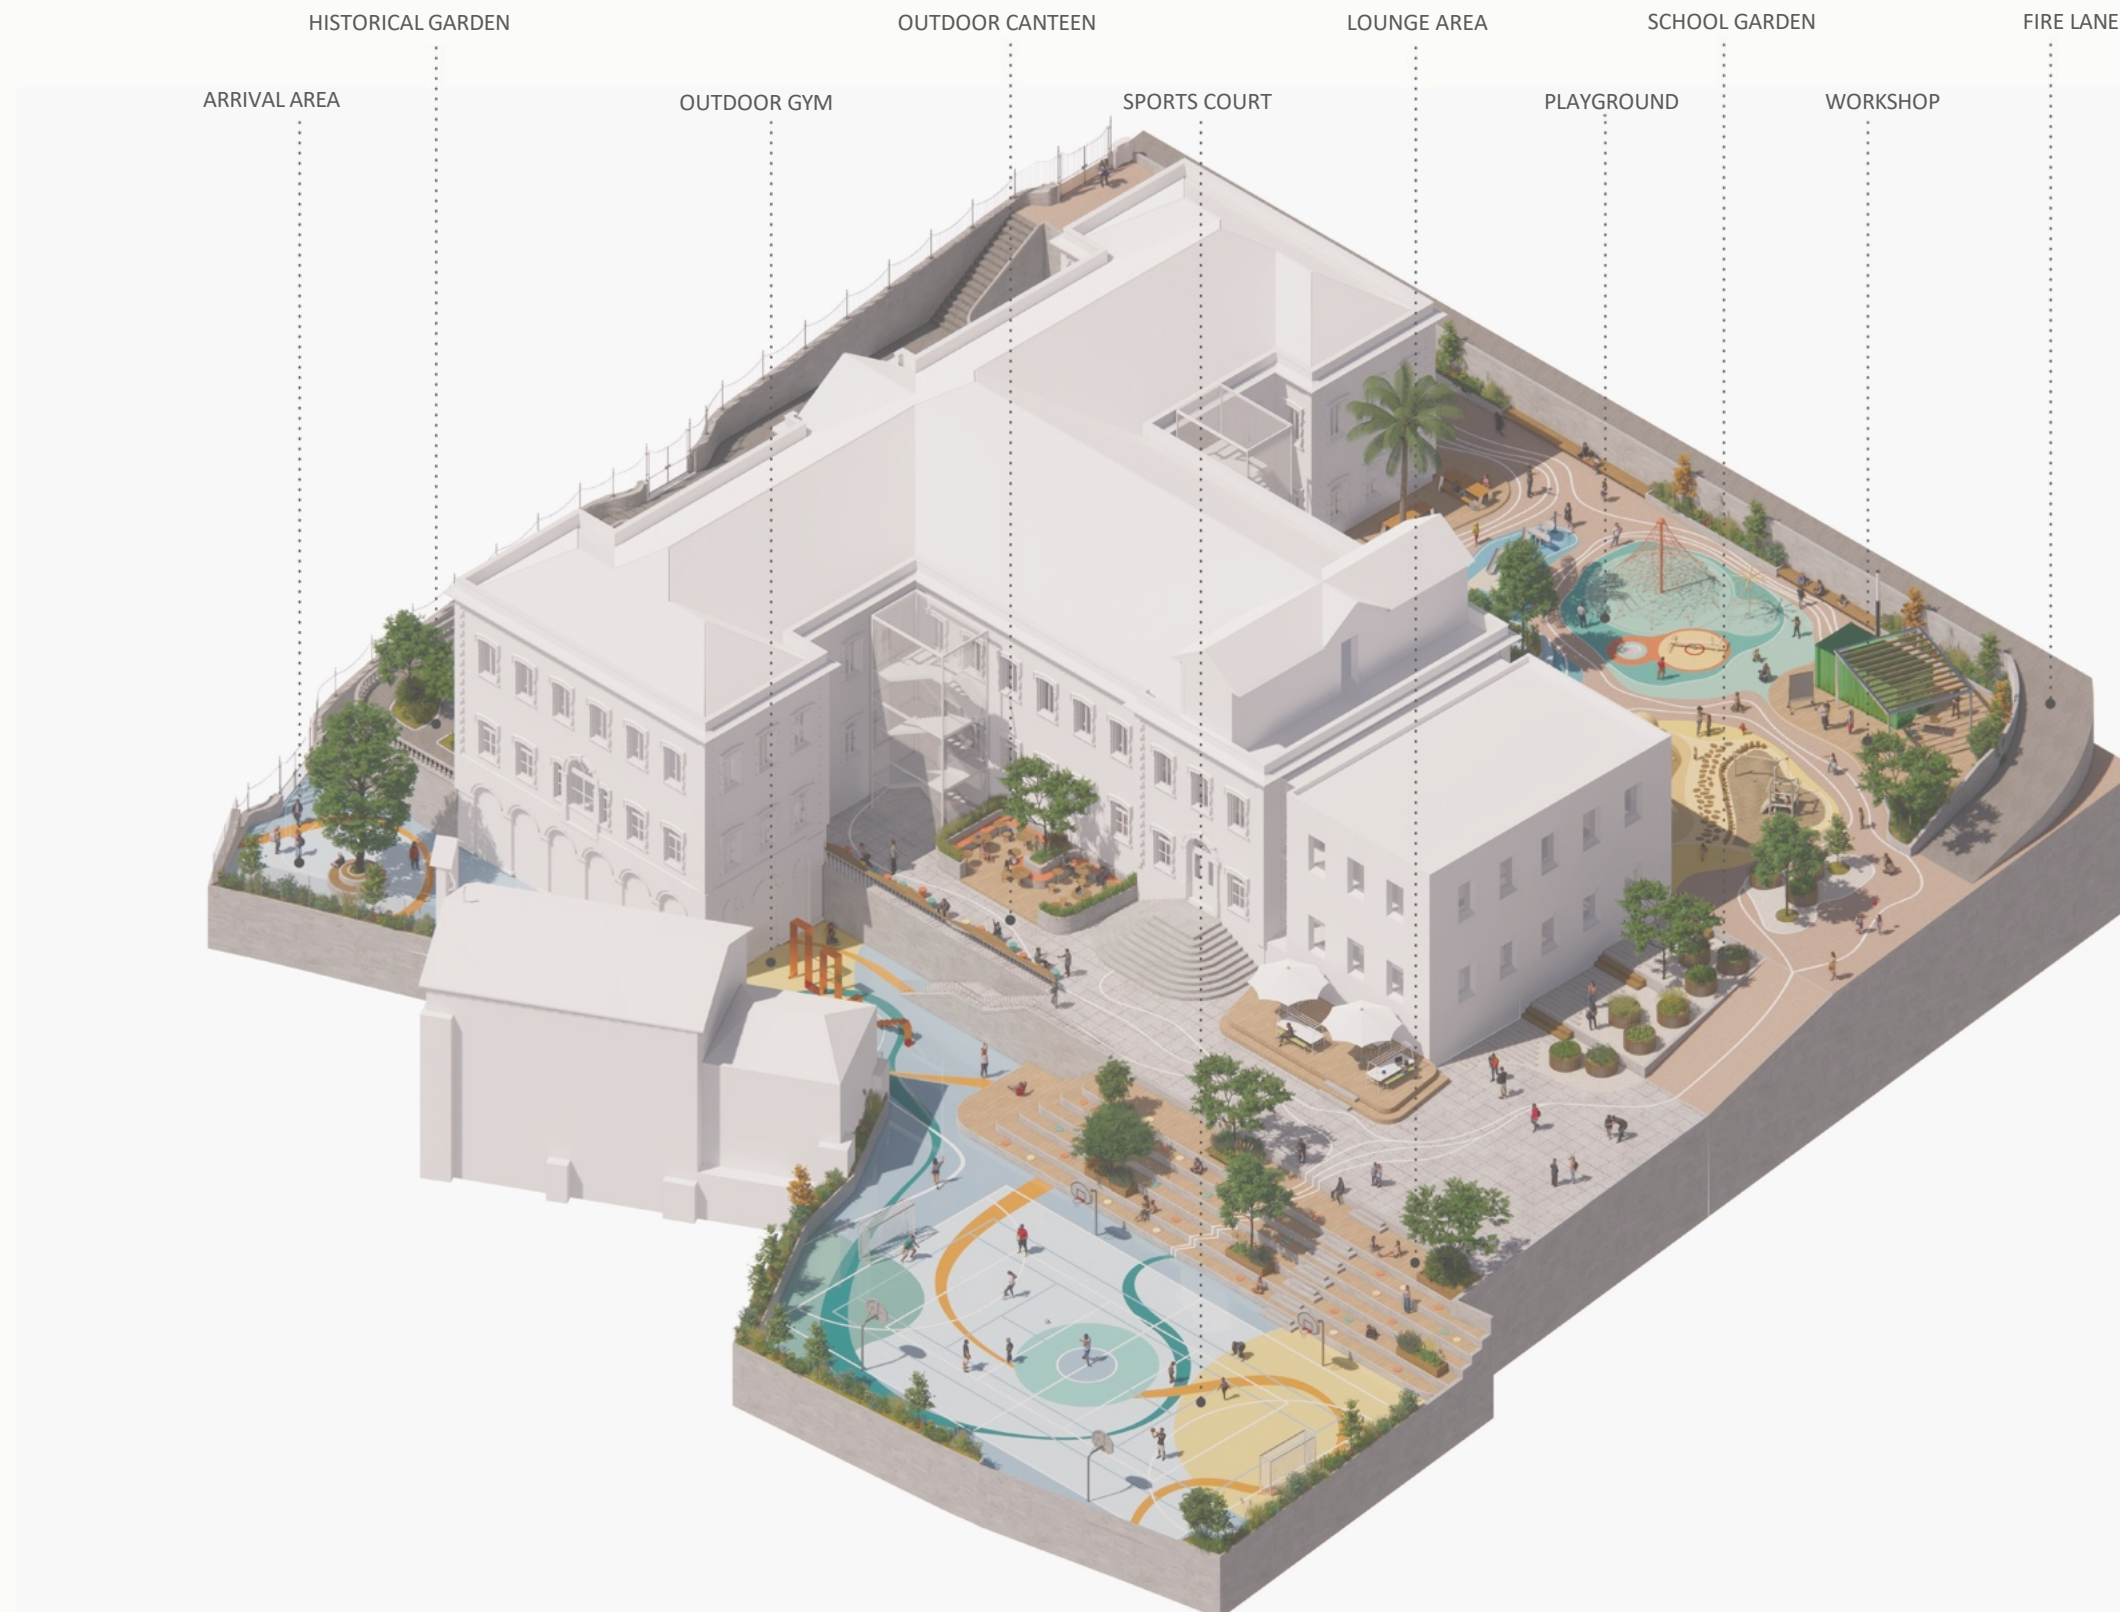 HISTORICAL GARDEN
OUTDOOR CANTEEN
LOUNGE AREA
SCHOOL GARDEN
FIRE LANE
ARRIVAL AREA
OUTDOOR GYM
SPORTS COURT
PLAYGROUND
WORKSHOP